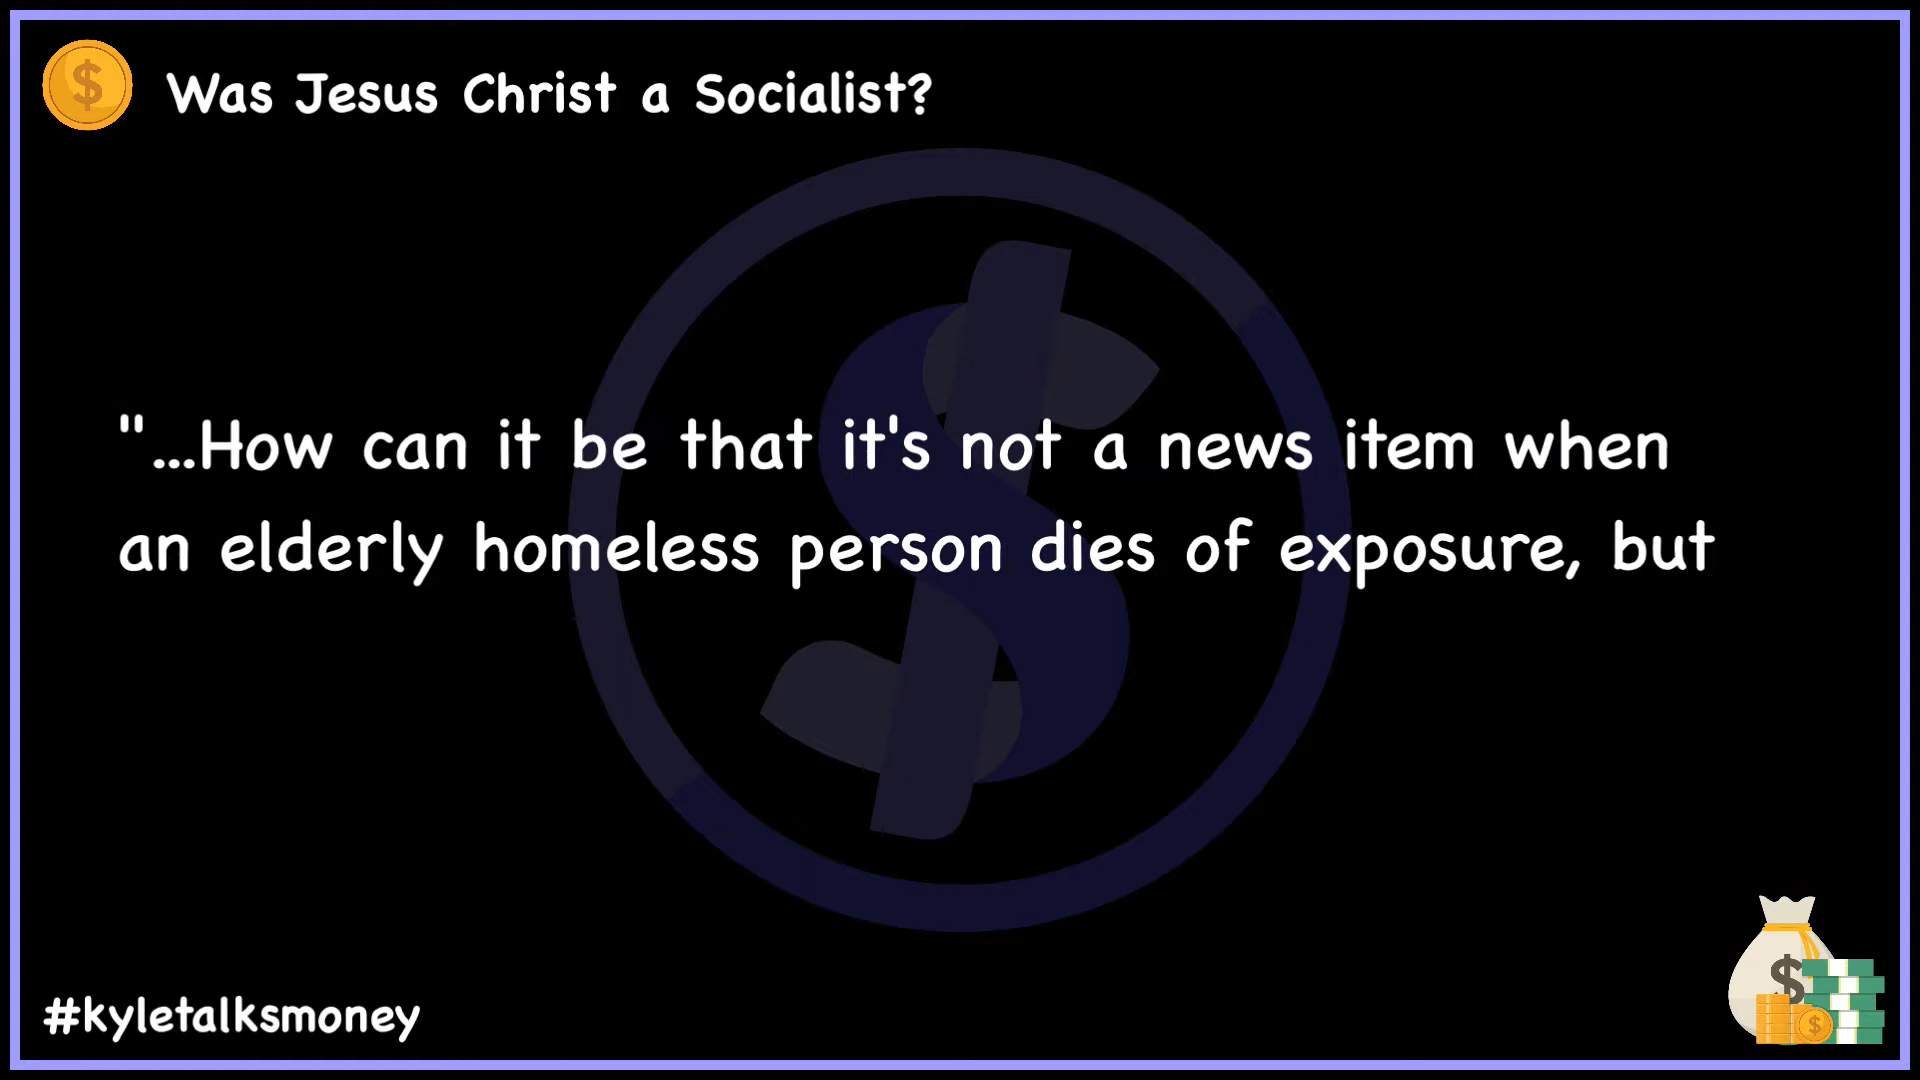 Was Jesus Christ a Socialist?
"...How can it be that it's not a news item when
an elderly homeless person dies of exposure, but
#kyletalksmoney